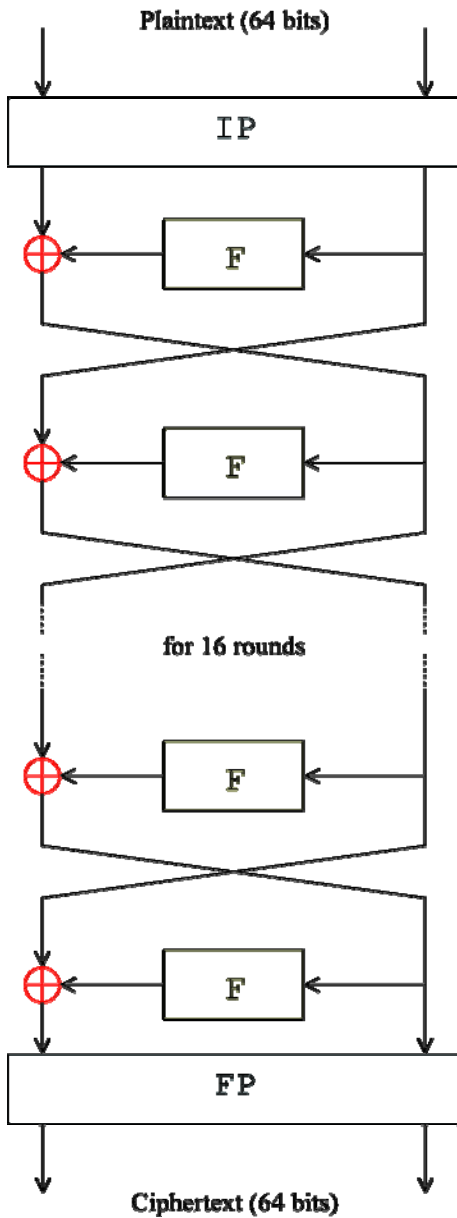 Plaintext (64 bits)
IP
F
F
for 16 rounds
F
F
FP
Ciphertext (64 bits)